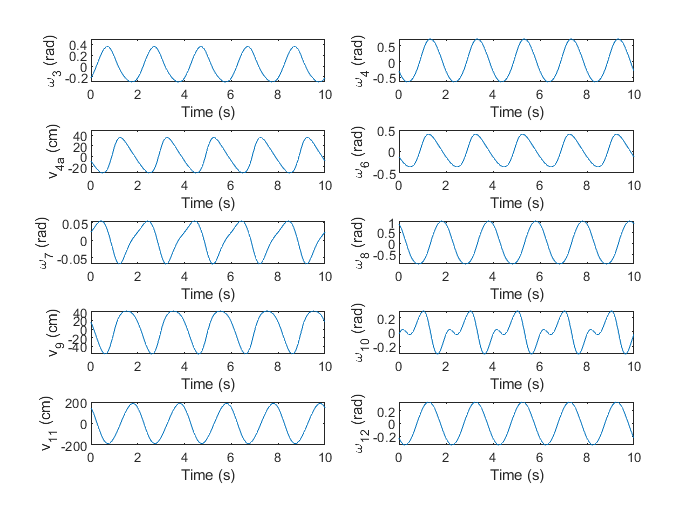 ω3 (rad)
0.4
0.2
0
-0.2
0 2 4 6 8 10
Time (s)
ω4 (rad)
0.5
0
-0.5
0 2 4 6 8 10
Time (s)
v4a (cm)
40
20
0
-20
0 2 4 6 8 10
Time (s)
ω6 (rad)
0.5
0
-0.5
0 2 4 6 8 10
Time (s)
ω7 (rad)
0.05
0
-0.05
0 2 4 6 8 10
Time (s)
ω8 (rad)
1
0.5
0
-0.5
0 2 4 6 8 10
Time (s)
v9 (cm)
40
20
0
-20
-40
0 2 4 6 8 10
Time (s)
ω10 (rad)
0.2
0
-0.2
0 2 4 6 8 10
Time (s)
v11 (cm)
200
0
-200
0 2 4 6 8 10
Time (s)
ω12 (rad)
0.2
0
-0.2
0 2 4 6 8 10
Time (s)